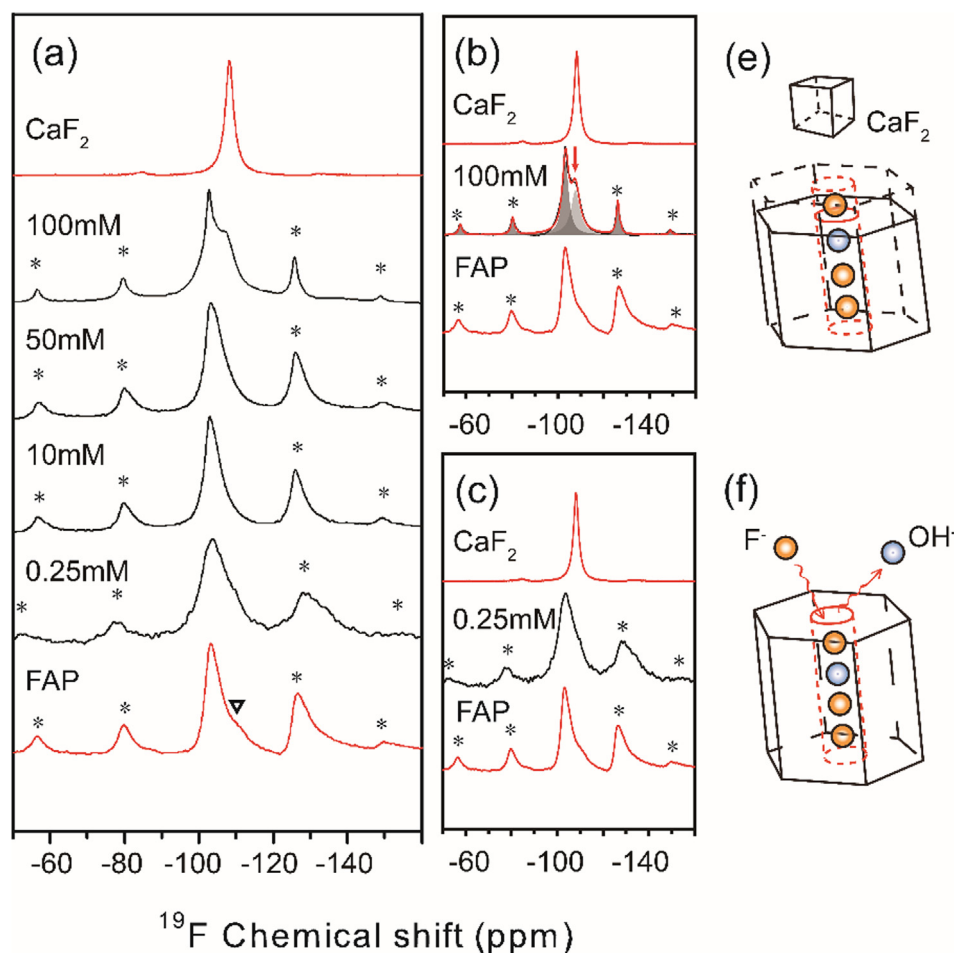 (a)
CaF2
100mM
*
*
*
*
50mM
*
*
*
*
10mM
*
*
*
*
0.25mM
*
*
*
*
FAP
*
*
*
*
-60 -80 -100 -120 -140
(b)
CaF2
100mM
*
*
*
*
FAP
*
*
*
*
-60 -100 -140
(c)
CaF2
0.25mM
*
*
*
*
FAP
*
*
*
*
-60 -100 -140
19F Chemical shift (ppm)
(e)
CaF2
(f)
F-
OH-